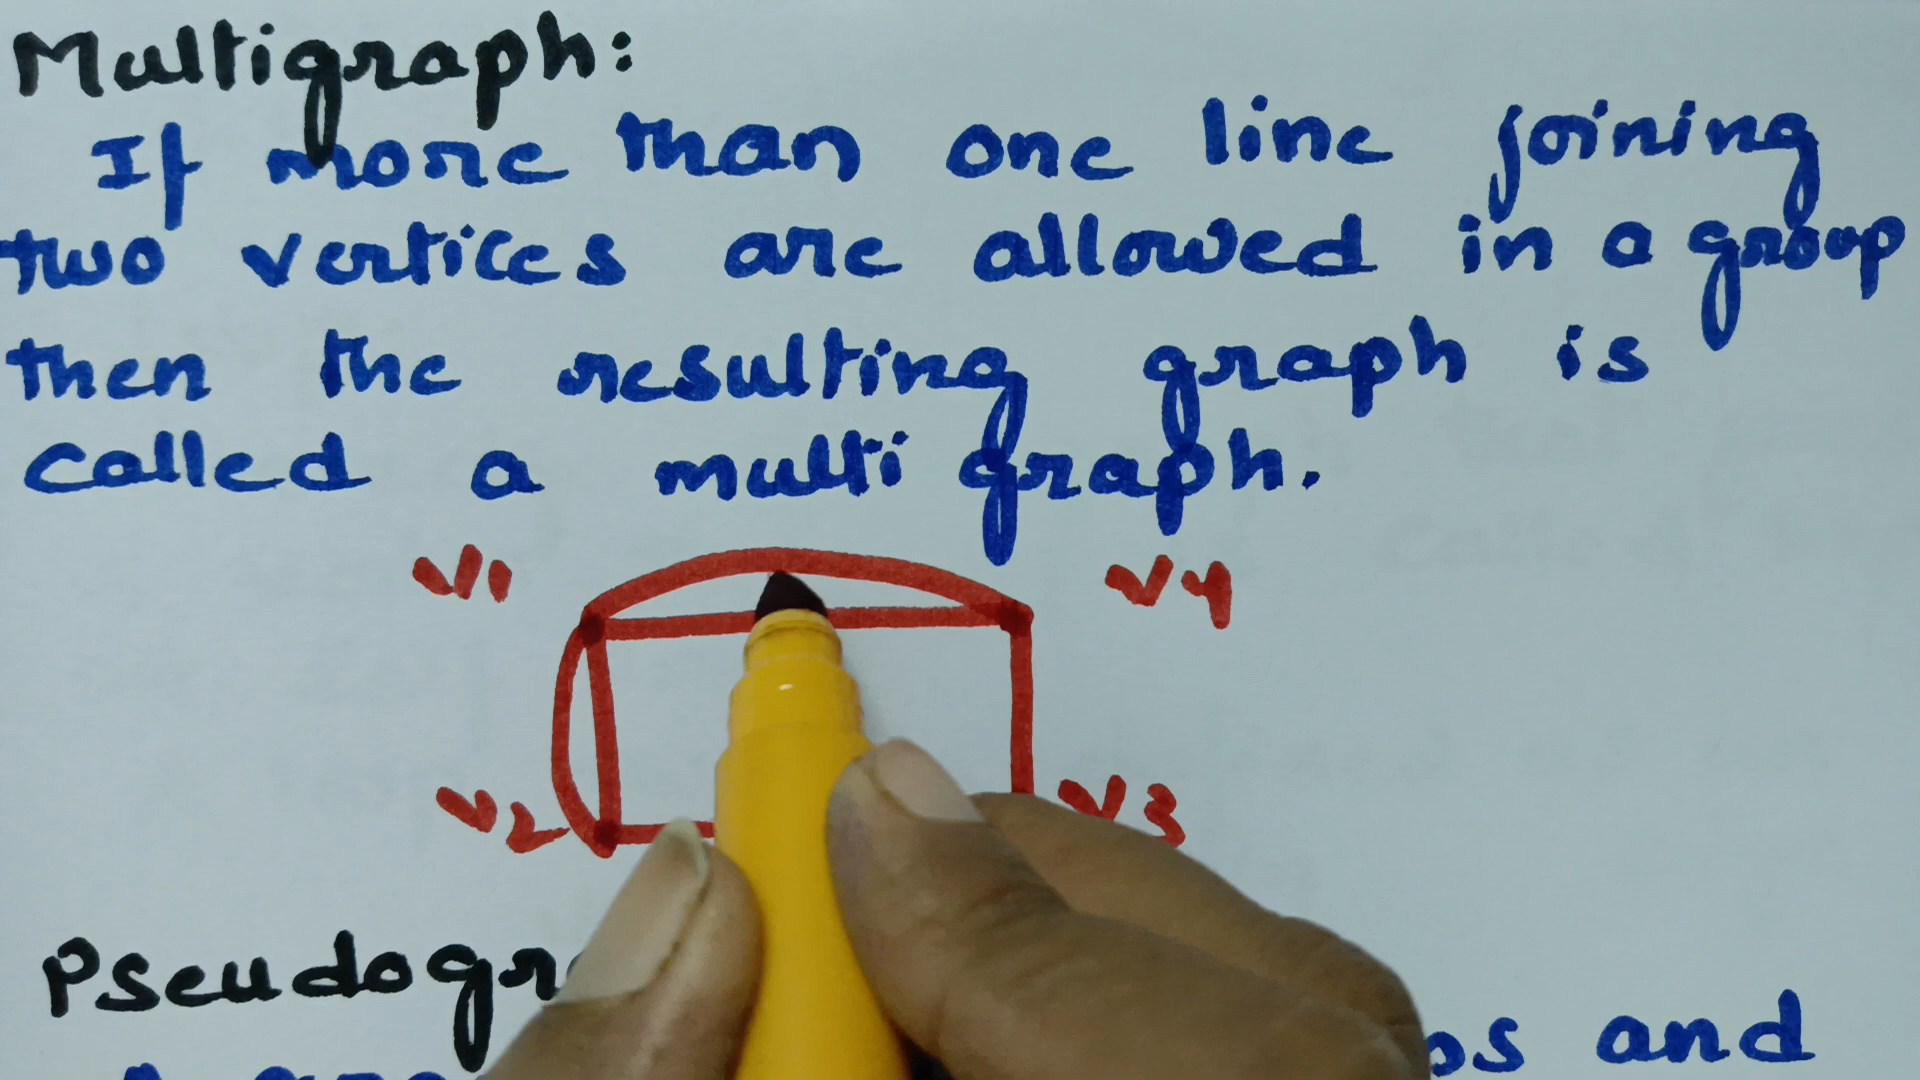 Multigraph:
If more than one line joining
two vertices are allowed in a group
then the resulting graph is
called a multi graph.
V1 V4
V2 V3
and